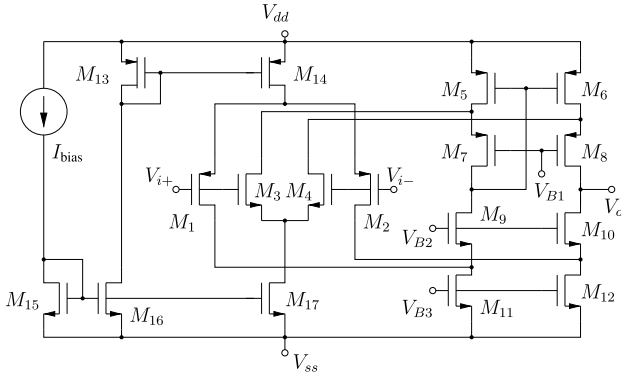 V_dd
M_13
M_14
M_5
M_6
I_bias
M_7
M_8
V_i+
M_3
M_4
V_i−
V_B1
M_1
M_2
M_9
V_o
V_B2
M_10
M_15
M_16
M_17
V_B3
M_11
M_12
V_ss